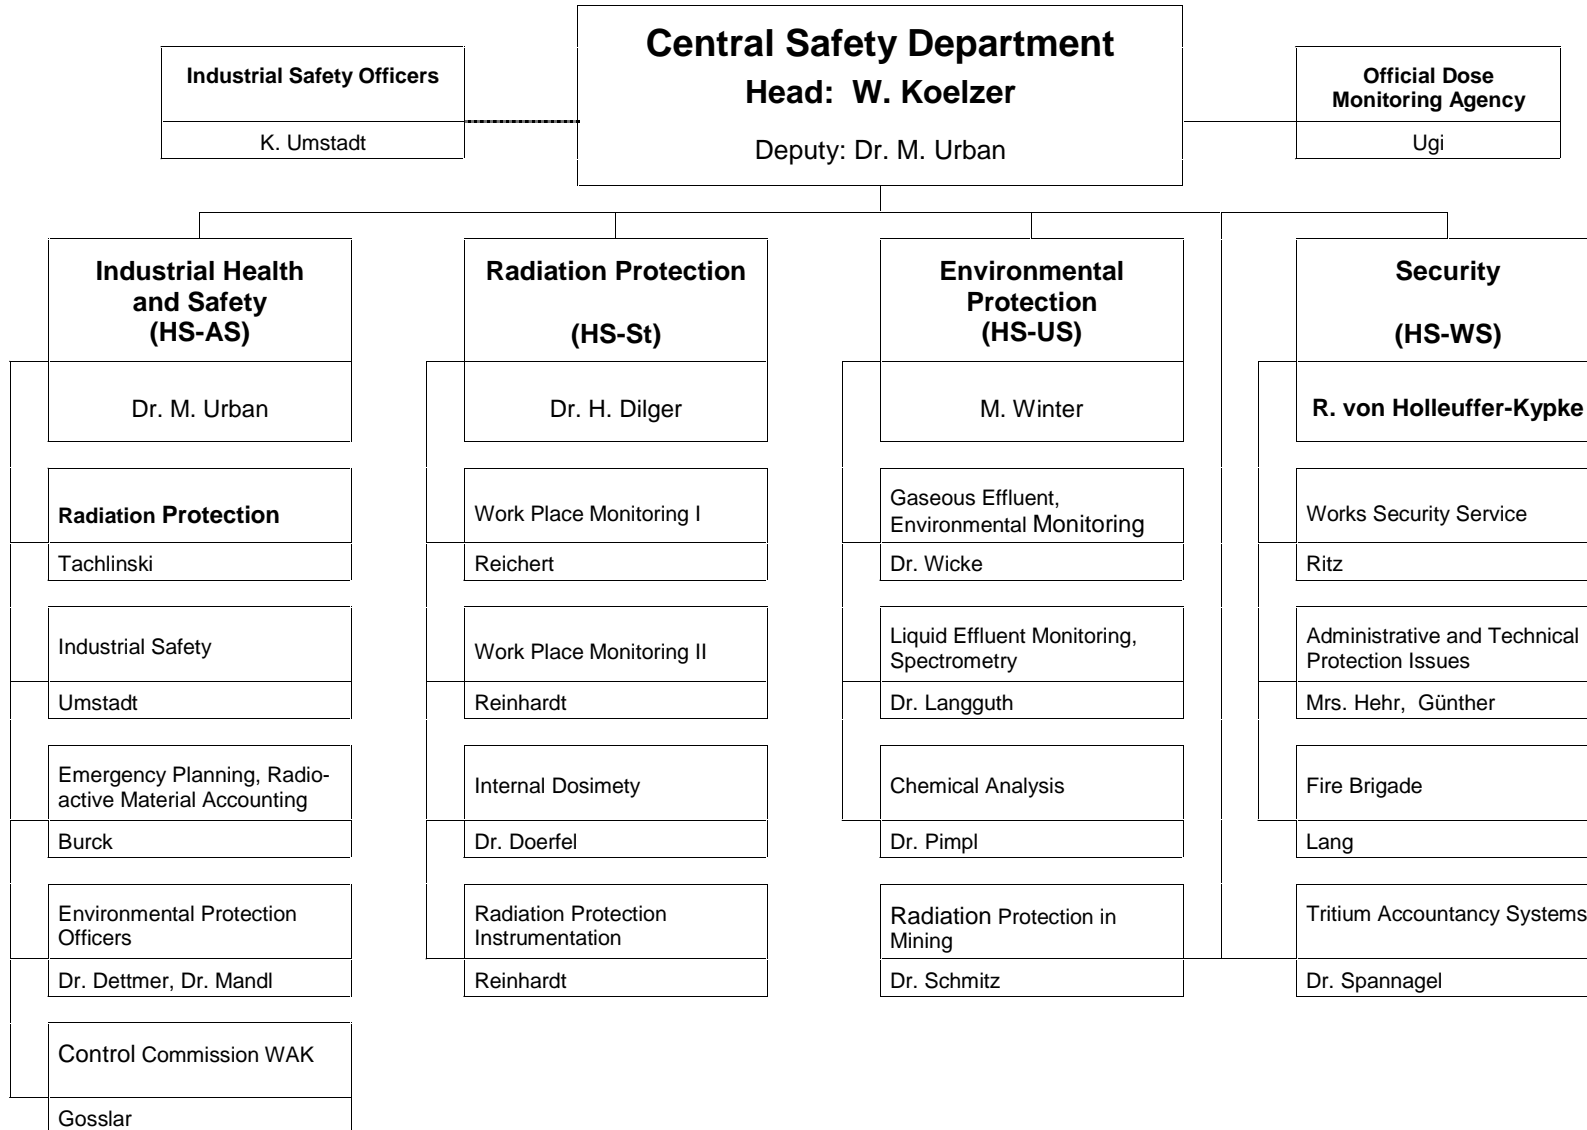 Central Safety Department
Head: W. Koelzer
Deputy: Dr. M. Urban
Industrial Safety Officers
K. Umstadt
Official Dose
Monitoring Agency
Ugi
Industrial Health
and Safety
(HS-AS)
Dr. M. Urban
Radiation Protection
Tachlinski
Industrial Safety
Umstadt
Emergency Planning, Radio-
active Material Accounting
Burck
Environmental Protection
Officers
Dr. Dettmer, Dr. Mandl
Control Commission WAK
Gosslar
Radiation Protection
(HS-St)
Dr. H. Dilger
Work Place Monitoring I
Reichert
Work Place Monitoring II
Reinhardt
Internal Dosimety
Dr. Doerfel
Radiation Protection
Instrumentation
Reinhardt
Environmental
Protection
(HS-US)
M. Winter
Gaseous Effluent,
Environmental Monitoring
Dr. Wicke
Liquid Effluent Monitoring,
Spectrometry
Dr. Langguth
Chemical Analysis
Dr. Pimpl
Radiation Protection in
Mining
Dr. Schmitz
Security
(HS-WS)
R. von Holleuffer-Kypke
Works Security Service
Ritz
Administrative and Technical
Protection Issues
Mrs. Hehr, Günther
Fire Brigade
Lang
Tritium Accountancy Systems
Dr. Spannagel